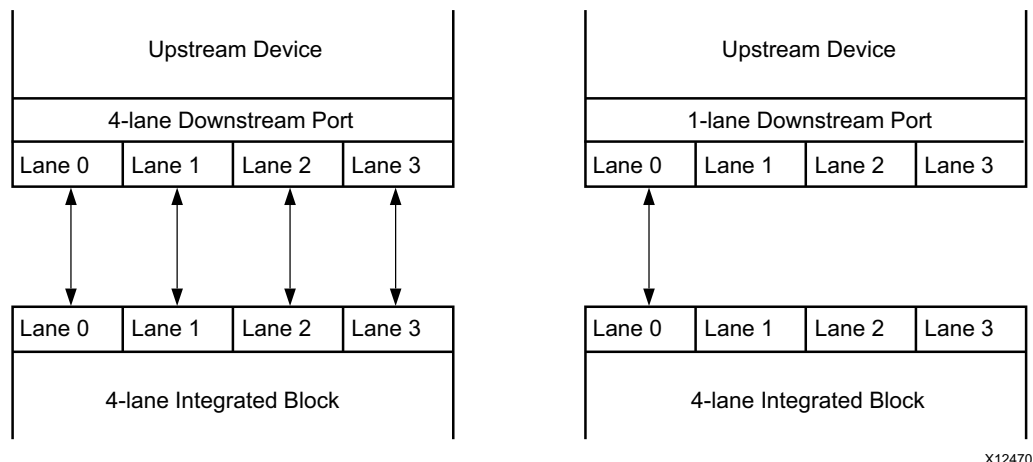 Upstream Device
4-lane Downstream Port
Lane 0 Lane 1 Lane 2 Lane 3
Lane 0 Lane 1 Lane 2 Lane 3
4-lane Integrated Block
Upstream Device
1-lane Downstream Port
Lane 0 Lane 1 Lane 2 Lane 3
Lane 0 Lane 1 Lane 2 Lane 3
4-lane Integrated Block
X12470